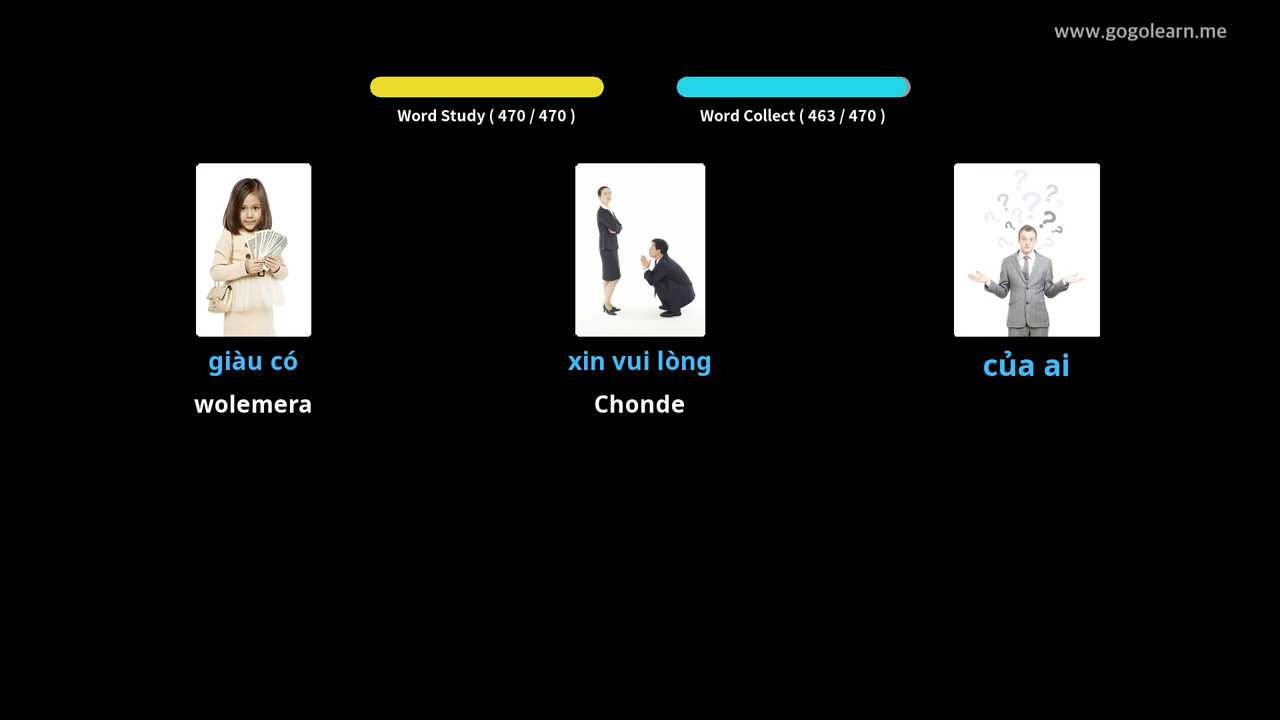 www.gogolearn.me
Word Study ( 470 / 470 )
Word Collect ( 463 / 470 )
giàu có
wolemera
xin vui lòng
Chonde
của ai